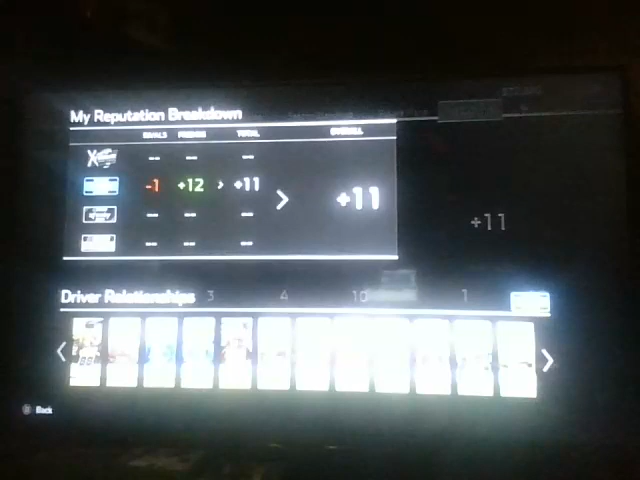 My Reputation Breakdown
RIVALS FRIENDS TOTAL OVERALL
-- -- --
-1 +12 > +11
-- -- --
-- -- --
> +11
+11
Driver Relationships
3 4 10 1
Back